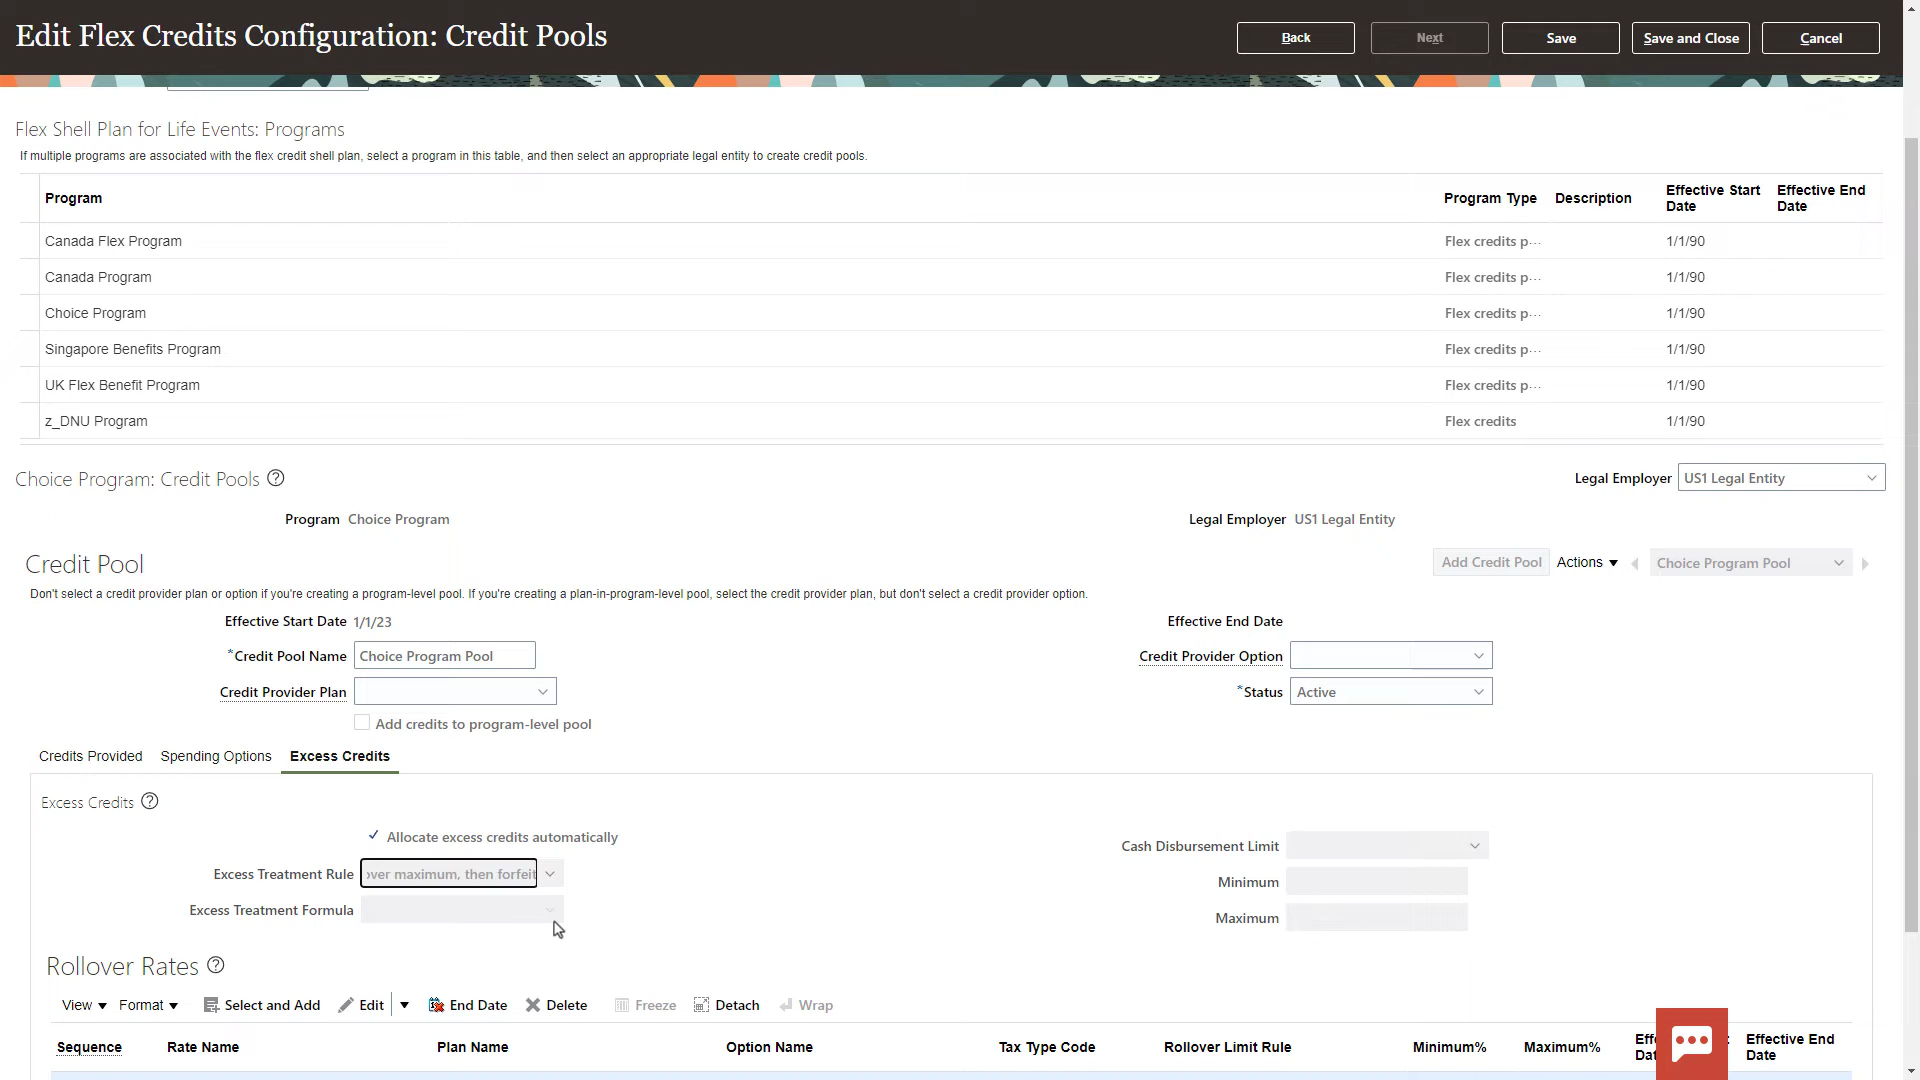 Edit Flex Credits Configuration: Credit Pools
Back
Next
Save
Save and Close
Cancel
Flex Shell Plan for Life Events: Programs
If multiple programs are associated with the flex credit shell plan, select a program in this table, and then select an appropriate legal entity to create credit pools.
Program Program Type Description Effective Start Date Effective End Date
Canada Flex Program Flex credits p... 1/1/90
Canada Program Flex credits p... 1/1/90
Choice Program Flex credits p... 1/1/90
Singapore Benefits Program Flex credits p... 1/1/90
UK Flex Benefit Program Flex credits p... 1/1/90
z_DNU Program Flex credits 1/1/90
Choice Program: Credit Pools ? Legal Employer US1 Legal Entity
Program Choice Program Legal Employer US1 Legal Entity
Credit Pool Add Credit Pool Actions Choice Program Pool
Don't select a credit provider plan or option if you're creating a program-level pool. If you're creating a plan-in-program-level pool, select the credit provider plan, but don't select a credit provider option.
Effective Start Date 1/1/23 Effective End Date
*Credit Pool Name Choice Program Pool Credit Provider Option
Credit Provider Plan *Status Active
Add credits to program-level pool
Credits Provided Spending Options Excess Credits
Excess Credits ?
Allocate excess credits automatically Cash Disbursement Limit
Excess Treatment Rule over maximum, then forfeit Minimum
Excess Treatment Formula Maximum
Rollover Rates ?
View Format Select and Add Edit End Date Delete Freeze Detach Wrap
Sequence Rate Name Plan Name Option Name Tax Type Code Rollover Limit Rule Minimum% Maximum% Effective End Date